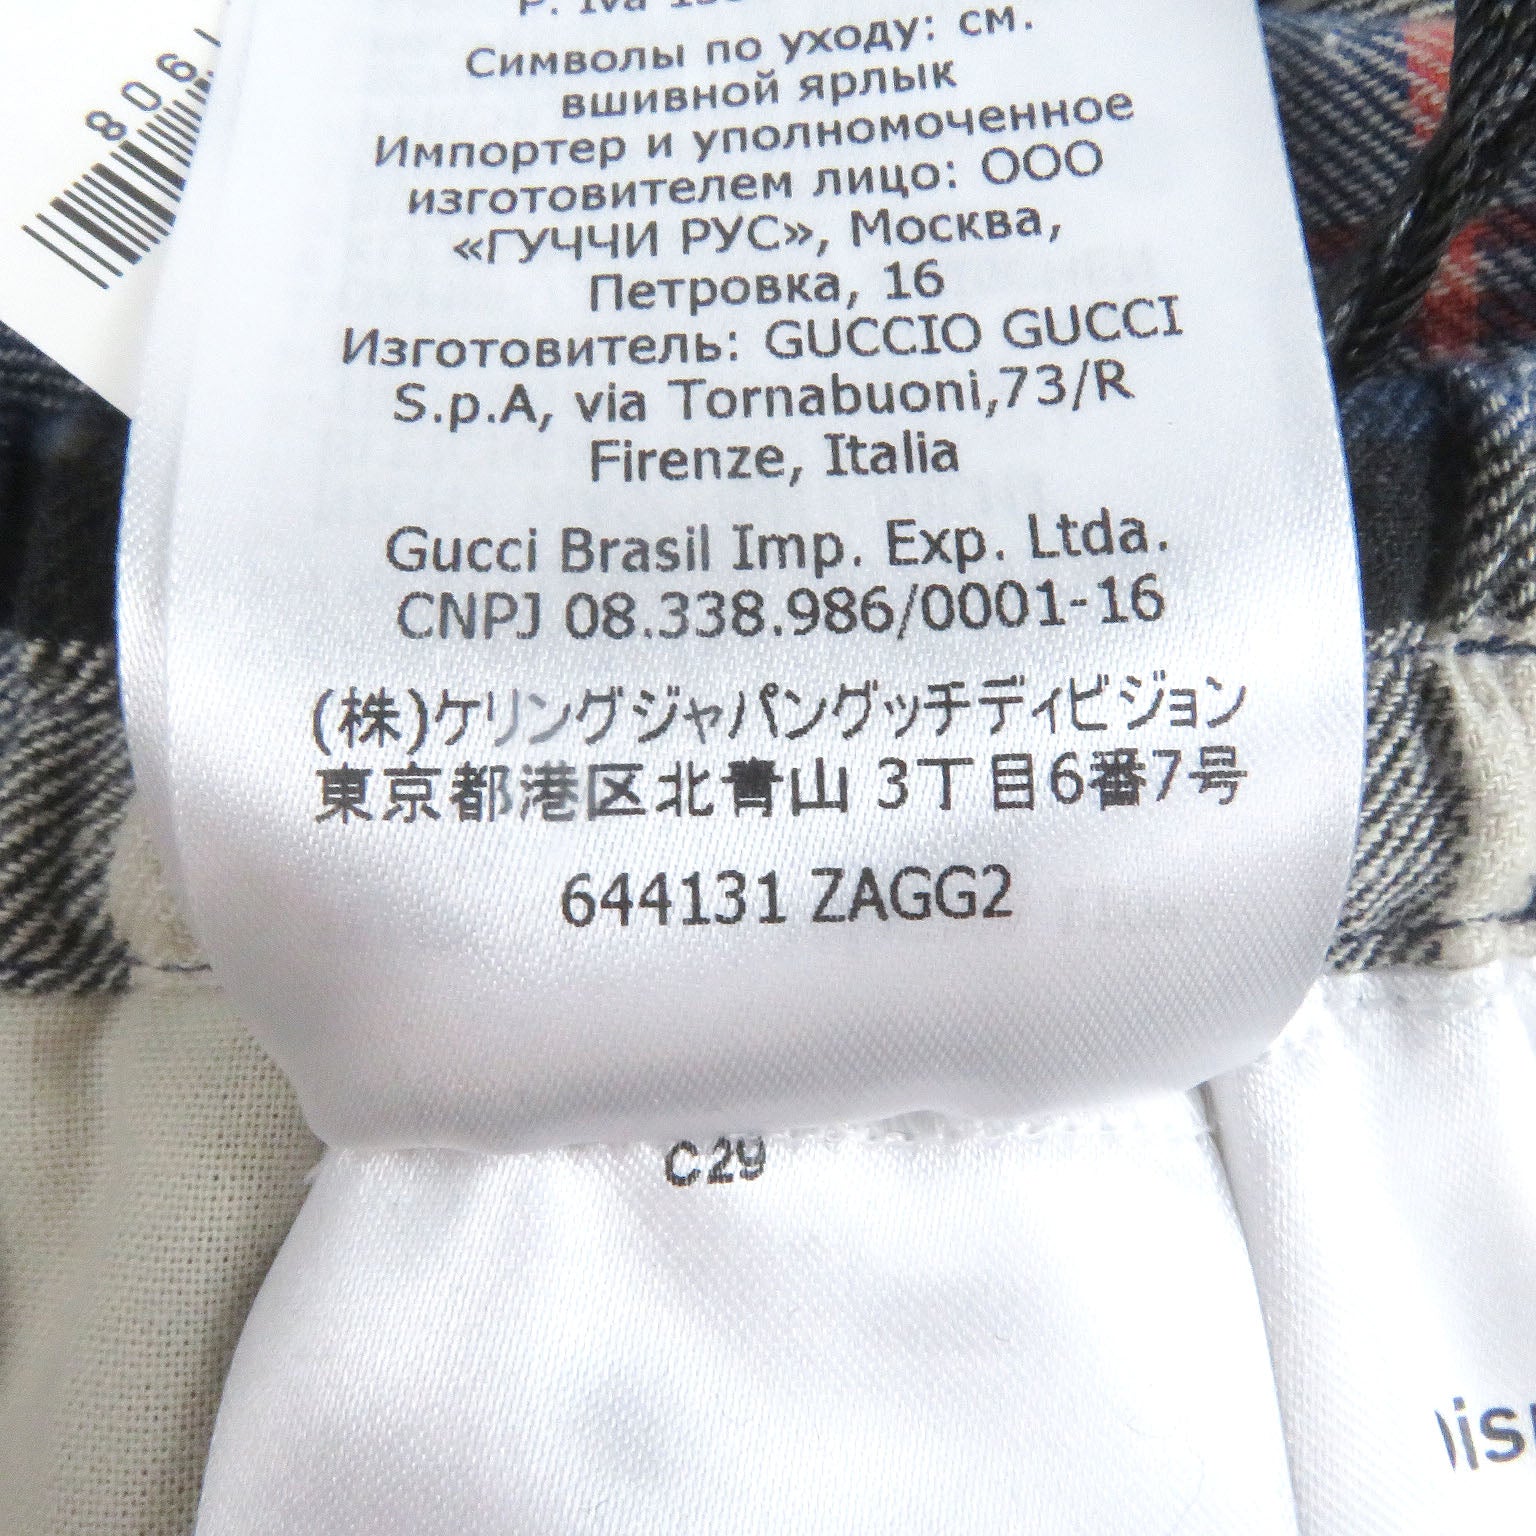 806
P. Iva
Символы по уходу: см.
вшивной ярлык
Импортер и уполномоченное
изготовителем лицо: ООО
«ГУЧЧИ РУС», Москва,
Петровка, 16
Изготовитель: GUCCIO GUCCI
S.p.A, via Tornabuoni,73/R
Firenze, Italia
Gucci Brasil Imp. Exp. Ltda.
CNPJ 08.338.986/0001-16
(株)ケリングジャパングッチディビジョン
東京都港区北青山 3丁目6番7号
644131 ZAGG2
C29